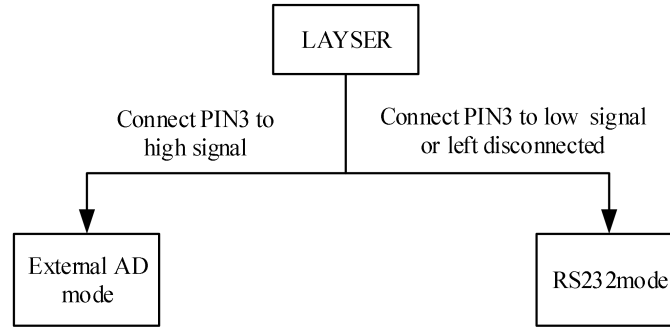 LAYSER
Connect PIN3 to
high signal
Connect PIN3 to low signal
or left disconnected
External AD
mode
RS232mode